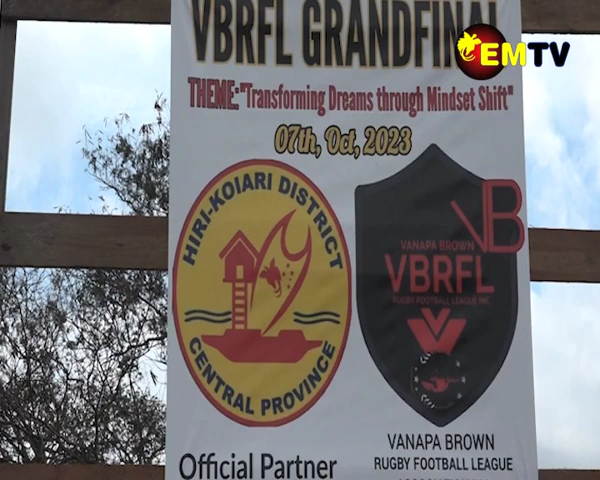 VBRFL GRANDFINAL
EMTV
THEME:"Transforming Dreams through Mindset Shift"
07th, Oct, 2023
HIRI-KOIARI DISTRICT
CENTRAL PROVINCE
VB
VANAPA BROWN
VBRFL
RUGBY FOOTBALL LEAGUE INC.
Official Partner
VANAPA BROWN
RUGBY FOOTBALL LEAGUE